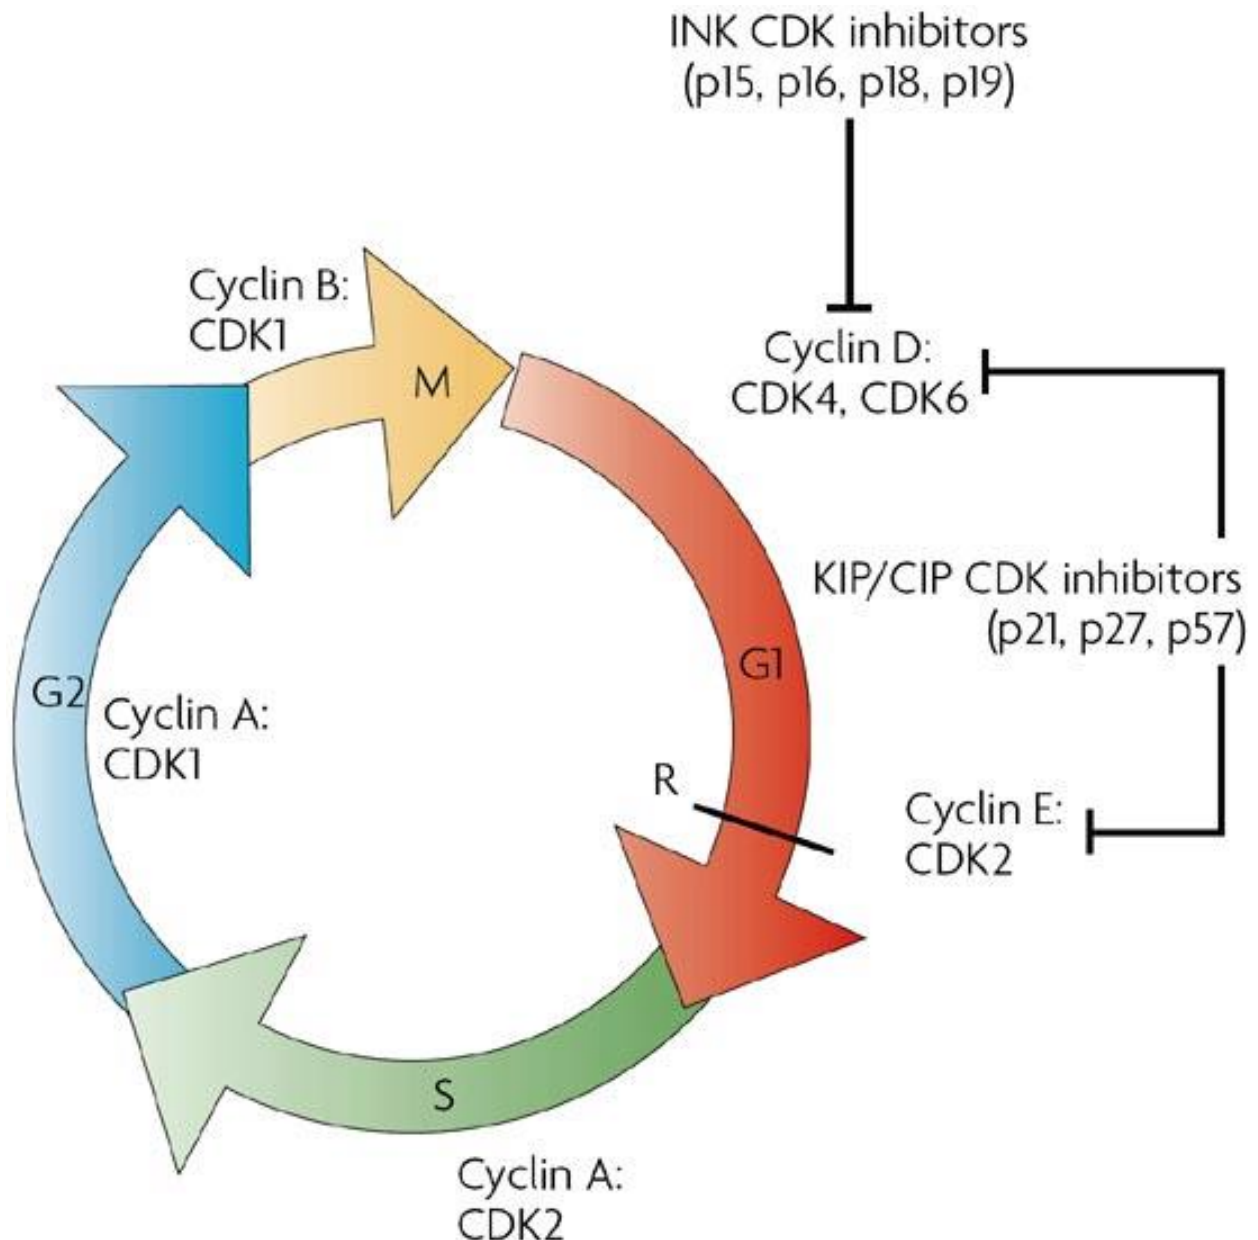 INK CDK inhibitors
(p15, p16, p18, p19)
Cyclin B:
CDK1
M
Cyclin D:
CDK4, CDK6
KIP/CIP CDK inhibitors
(p21, p27, p57)
G1
G2
Cyclin A:
CDK1
R
Cyclin E:
CDK2
S
Cyclin A:
CDK2